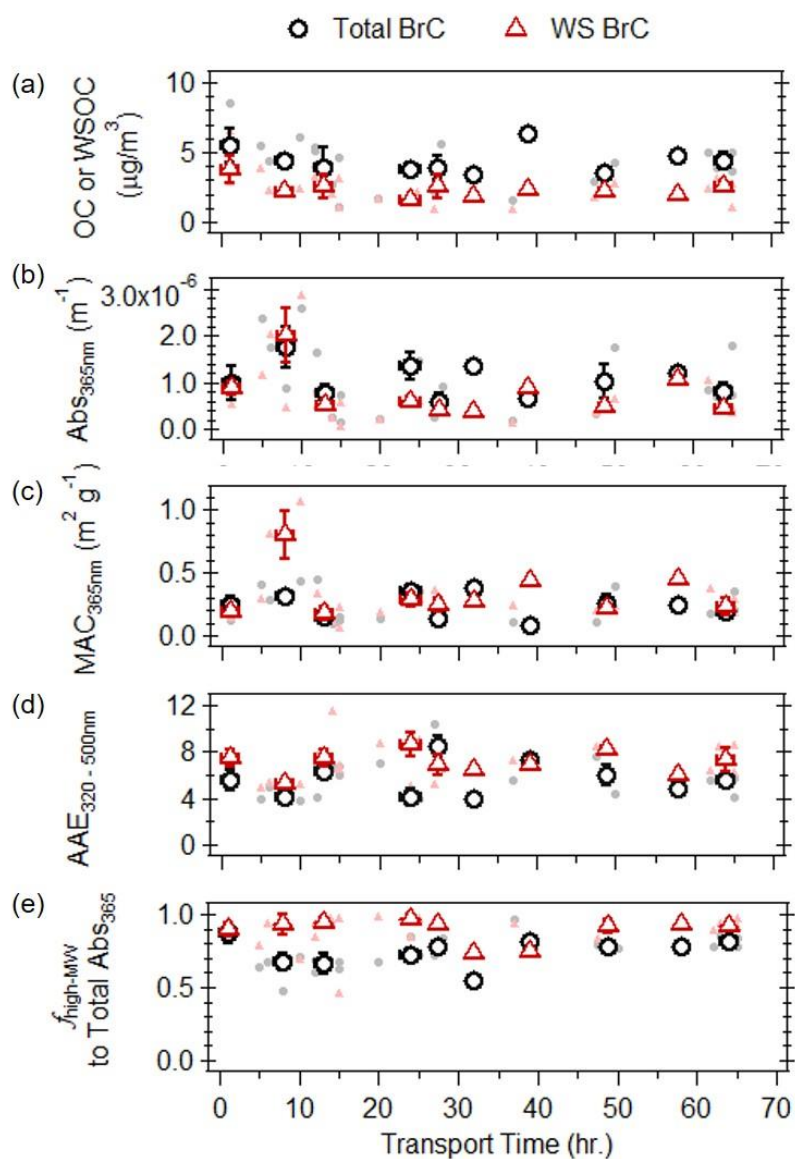 Total BrC WS BrC
(a)
OC or WSOC
(μg/m³)
10
5
0
(b)
Abs365nm (m⁻¹)
3.0x10⁻⁶
2.0
1.0
0.0
(c)
MAC365nm (m² g⁻¹)
1.0
0.5
0.0
(d)
AAE320 - 500nm
12
8
4
0
(e)
fhigh-MW
to Total Abs365
1.0
0.5
0.0
0 10 20 30 40 50 60 70
Transport Time (hr.)